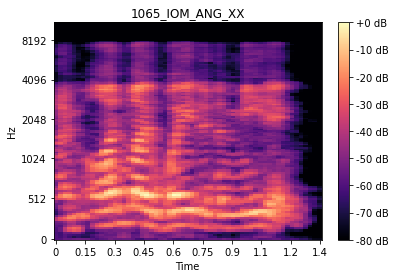 1065_IOM_ANG_XX
Hz
8192
4096
2048
1024
512
0
+0 dB
-10 dB
-20 dB
-30 dB
-40 dB
-50 dB
-60 dB
-70 dB
-80 dB
0 0.15 0.3 0.45 0.6 0.75 0.9 1.1 1.2 1.4
Time